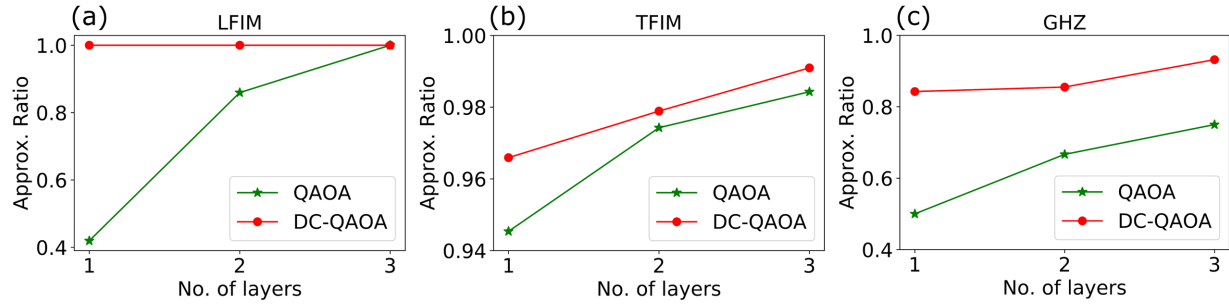 (a)
LFIM
Approx. Ratio
1.0
0.8
0.6
0.4
1
2
3
No. of layers
QAOA
DC-QAOA
(b)
TFIM
Approx. Ratio
1.00
0.98
0.96
0.94
1
2
3
No. of layers
QAOA
DC-QAOA
(c)
GHZ
Approx. Ratio
1.0
0.8
0.6
0.4
1
2
3
No. of layers
QAOA
DC-QAOA